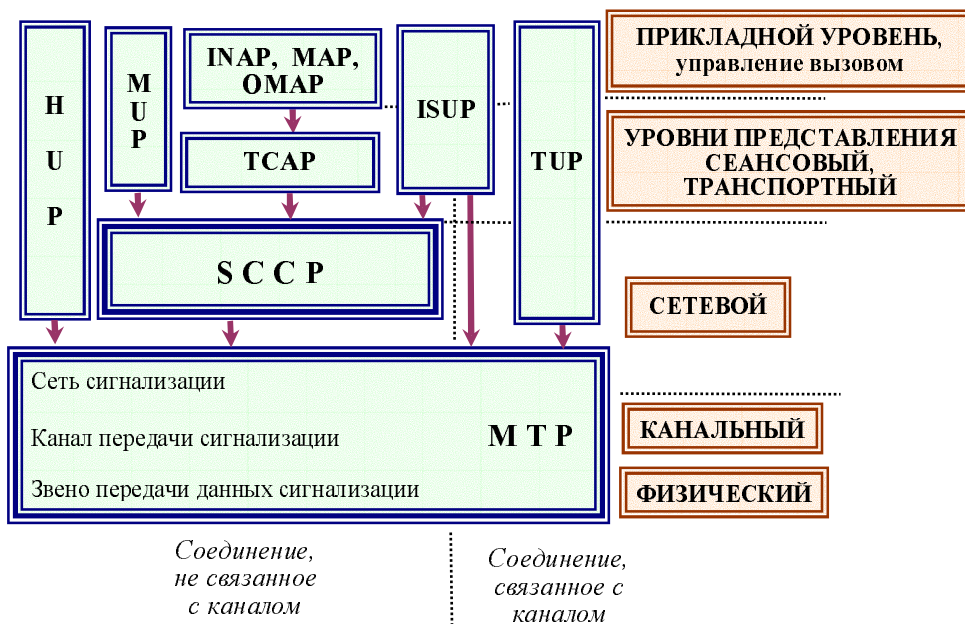 H
U
P
M
U
P
INAP, MAP,
OMAP
TCAP
ISUP
TUP
S C C P
Сеть сигнализации
Канал передачи сигнализации
Звено передачи данных сигнализации
M T P
ПРИКЛАДНОЙ УРОВЕНЬ,
управление вызовом
УРОВНИ ПРЕДСТАВЛЕНИЯ
СЕАНСОВЫЙ,
ТРАНСПОРТНЫЙ
СЕТЕВОЙ
КАНАЛЬНЫЙ
ФИЗИЧЕСКИЙ
Соединение,
не связанное
с каналом
Соединение,
связанное с
каналом